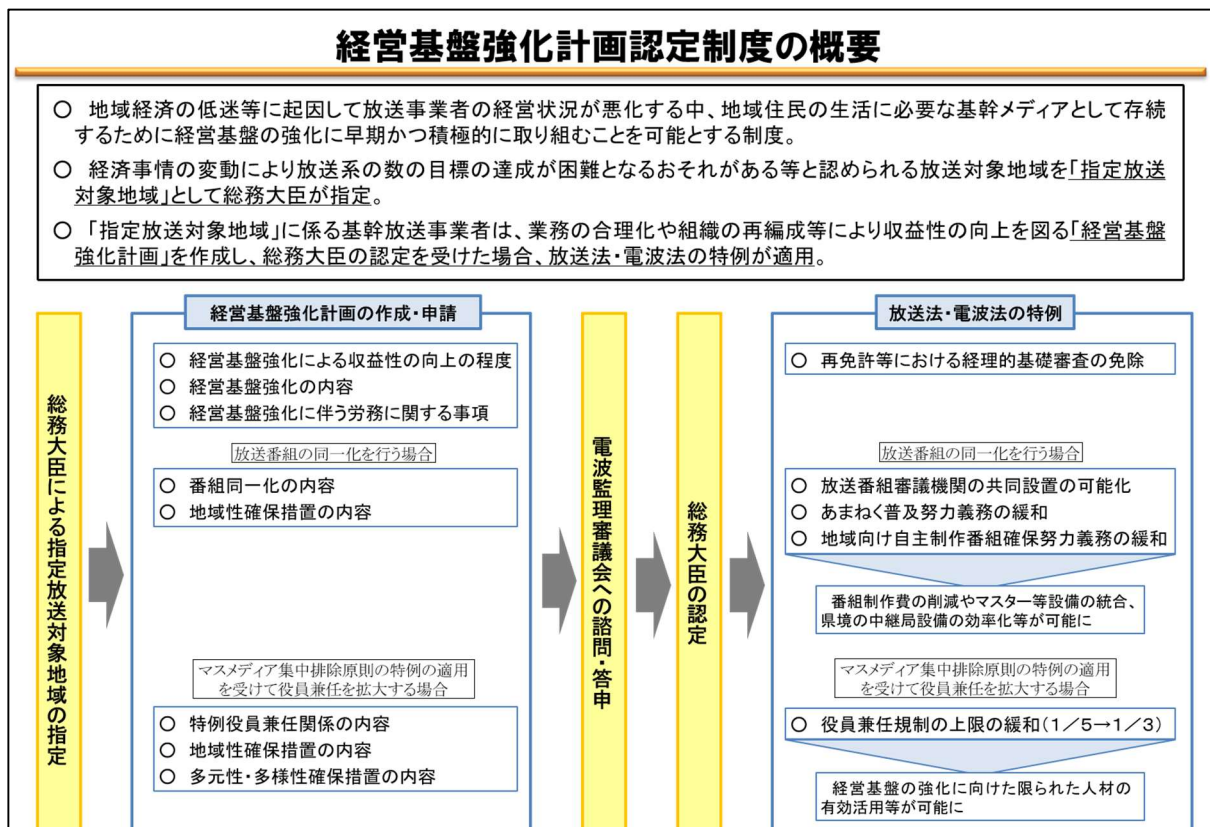 経営基盤強化計画認定制度の概要
○ 地域経済の低迷等に起因して放送事業者の経営状況が悪化する中、地域住民の生活に必要な基幹メディアとして存続
するために経営基盤の強化に早期かつ積極的に取り組むことを可能とする制度。
○ 経済事情の変動により放送系の数の目標の達成が困難となるおそれがある等と認められる放送対象地域を「指定放送
対象地域」として総務大臣が指定。
○ 「指定放送対象地域」に係る基幹放送事業者は、業務の合理化や組織の再編成等により収益性の向上を図る「経営基盤
強化計画」を作成し、総務大臣の認定を受けた場合、放送法・電波法の特例が適用。
総務大臣による指定放送対象地域の指定
経営基盤強化計画の作成・申請
○ 経営基盤強化による収益性の向上の程度
○ 経営基盤強化の内容
○ 経営基盤強化に伴う労務に関する事項
放送番組の同一化を行う場合
○ 番組同一化の内容
○ 地域性確保措置の内容
マスメディア集中排除原則の特例の適用
を受けて役員兼任を拡大する場合
○ 特例役員兼任関係の内容
○ 地域性確保措置の内容
○ 多元性・多様性確保措置の内容
電波監理審議会への諮問・答申
総務大臣の認定
放送法・電波法の特例
○ 再免許等における経理的基礎審査の免除
放送番組の同一化を行う場合
○ 放送番組審議機関の共同設置の可能化
○ あまねく普及努力義務の緩和
○ 地域向け自主制作番組確保努力義務の緩和
番組制作費の削減やマスター等設備の統合、
県境の中継局設備の効率化等が可能に
マスメディア集中排除原則の特例の適用
を受けて役員兼任を拡大する場合
○ 役員兼任規制の上限の緩和(1/5→1/3)
経営基盤の強化に向けた限られた人材の
有効活用等が可能に